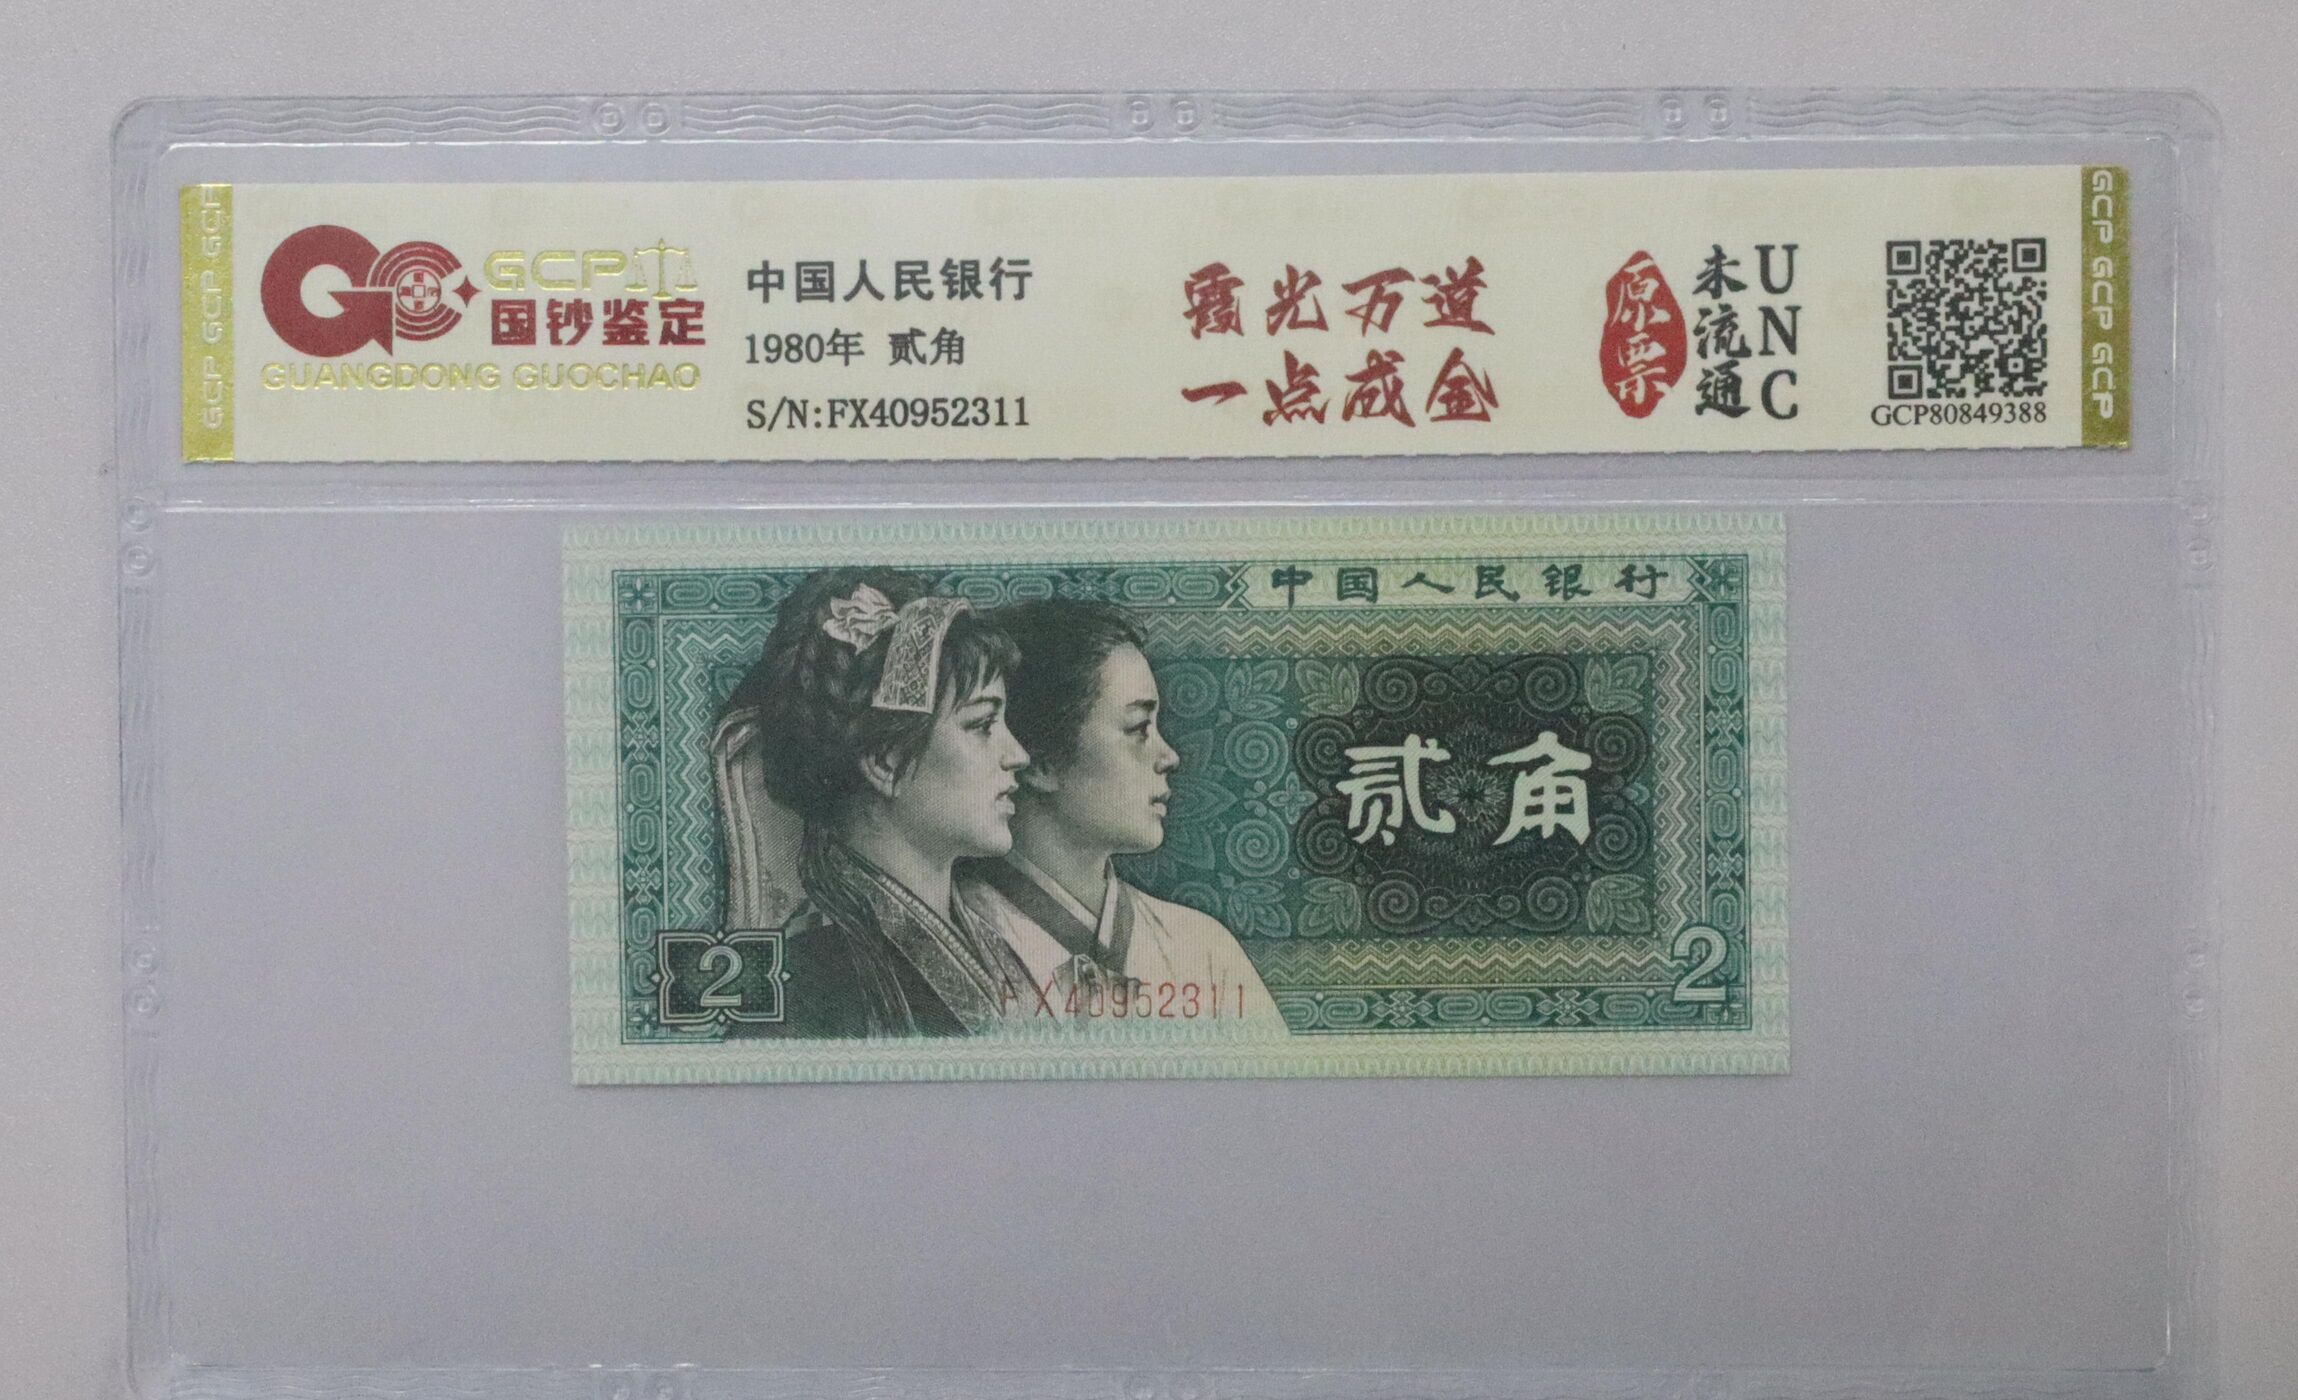 GCP GCP GCP
GCP
国钞鉴定
GUANGDONG GUOCHAO
中国人民银行
1980年 贰角
S/N:FX40952311
霞光万道
一点成金
原票
未流通
UNC
GCP80849388
GCP GCP GCP
中国人民银行
贰角
2
2
FX40952311